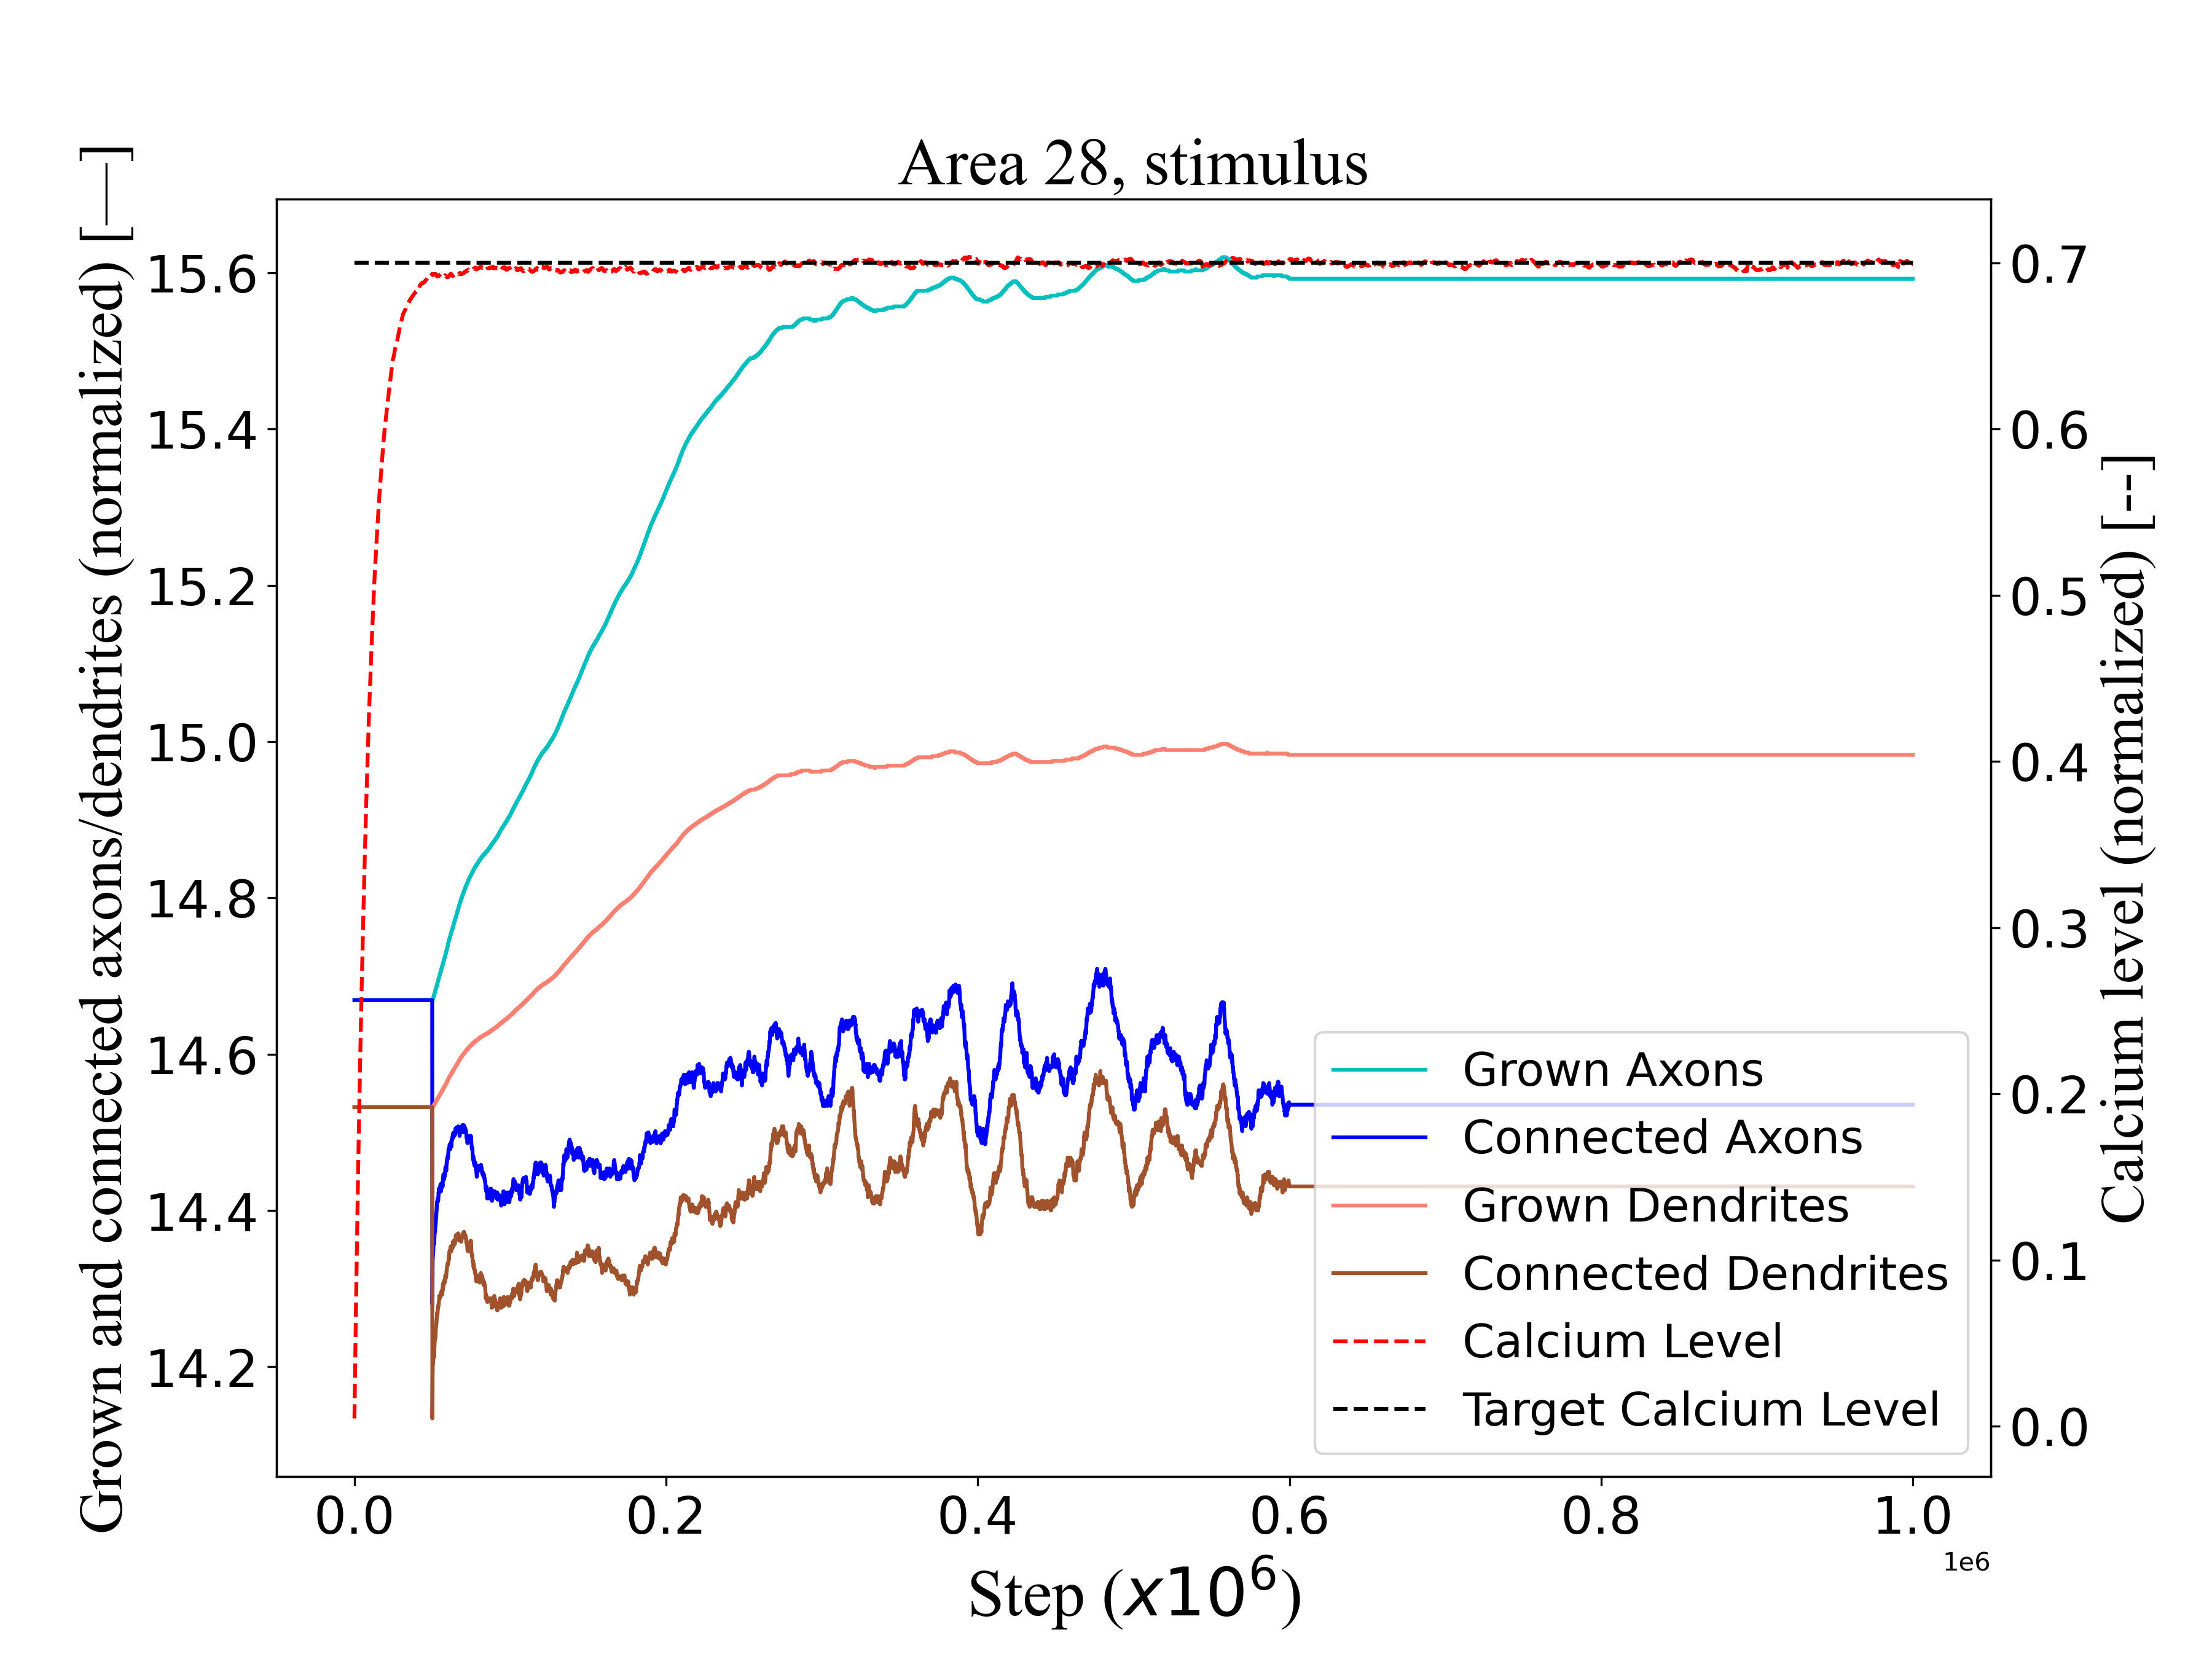 Area 28, stimulus
Grown and connected axons/dendrites (normalized) [—]
15.6
15.4
15.2
15.0
14.8
14.6
14.4
14.2
0.7
0.6
0.5
0.4
0.3
0.2
0.1
0.0
Calcium level (normalized) [--]
Grown Axons
Connected Axons
Grown Dendrites
Connected Dendrites
Calcium Level
Target Calcium Level
0.0 0.2 0.4 0.6 0.8 1.0
1e6
Step (x10⁶)